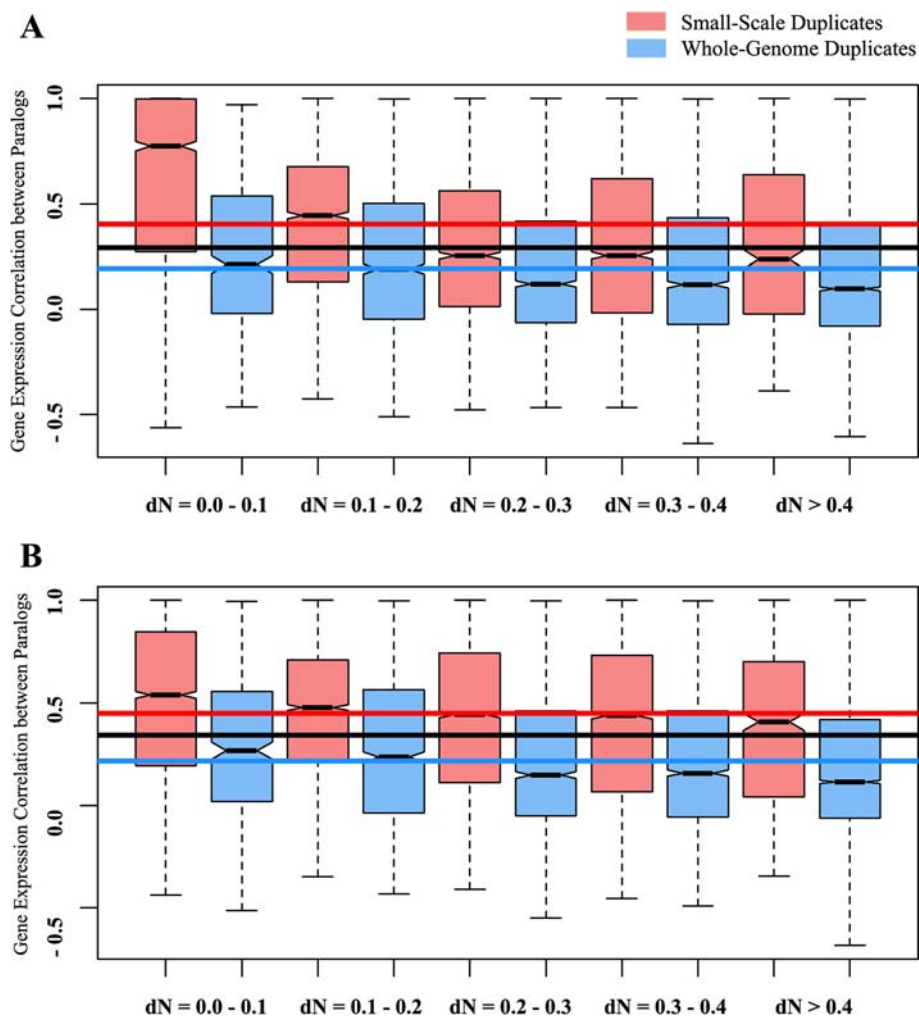 A
Small-Scale Duplicates
Whole-Genome Duplicates
Gene Expression Correlation between Paralogs
1.0
0.5
0.0
- 0.5
dN = 0.0 - 0.1
dN = 0.1 - 0.2
dN = 0.2 - 0.3
dN = 0.3 - 0.4
dN > 0.4
B
Gene Expression Correlation between Paralogs
1.0
0.5
0.0
- 0.5
dN = 0.0 - 0.1
dN = 0.1 - 0.2
dN = 0.2 - 0.3
dN = 0.3 - 0.4
dN > 0.4